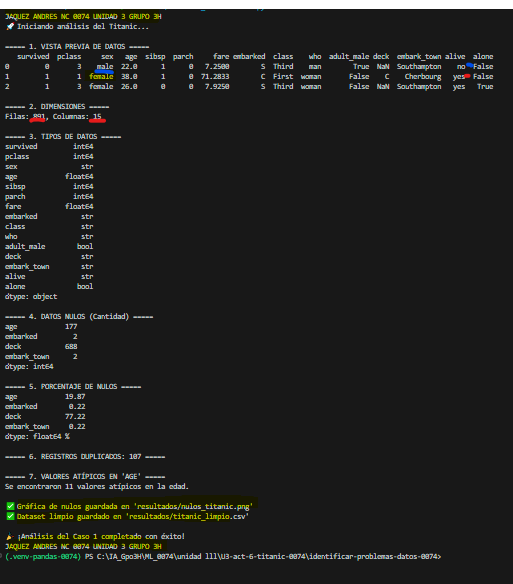 JAQUEZ ANDRES NC 0074 UNIDAD 3 GRUPO 3H
🚀 Iniciando análisis del Titanic...
===== 1. VISTA PREVIA DE DATOS =====
survived pclass sex age sibsp parch fare embarked class who adult_male deck embark_town alive alone
0 0 3 male 22.0 1 0 7.2500 S Third man True NaN Southampton no False
1 1 1 female 38.0 1 0 71.2833 C First woman False C Cherbourg yes False
2 1 3 female 26.0 0 0 7.9250 S Third woman False NaN Southampton yes True
===== 2. DIMENSIONES =====
Filas: 891, Columnas: 15
===== 3. TIPOS DE DATOS =====
survived int64
pclass int64
sex str
age float64
sibsp int64
parch int64
fare float64
embarked str
class str
who str
adult_male bool
deck str
embark_town str
alive str
alone bool
dtype: object
===== 4. DATOS NULOS (Cantidad) =====
age 177
embarked 2
deck 688
embark_town 2
dtype: int64
===== 5. PORCENTAJE DE NULOS =====
age 19.87
embarked 0.22
deck 77.22
embark_town 0.22
dtype: float64 %
===== 6. REGISTROS DUPLICADOS: 107 =====
===== 7. VALORES ATÍPICOS EN 'AGE' =====
Se encontraron 11 valores atípicos en la edad.
✅ Gráfica de nulos guardada en 'resultados/nulos_titanic.png'
✅ Dataset limpio guardado en 'resultados/titanic_limpio.csv'
🎉 ¡Análisis del Caso 1 completado con éxito!
JAQUEZ ANDRES NC 0074 UNIDAD 3 GRUPO 3H
(.venv-pandas-0074) PS C:\IA_Gpo3H\ML_0074\unidad lll\U3-act-6-titanic-0074\identificar-problemas-datos-0074>